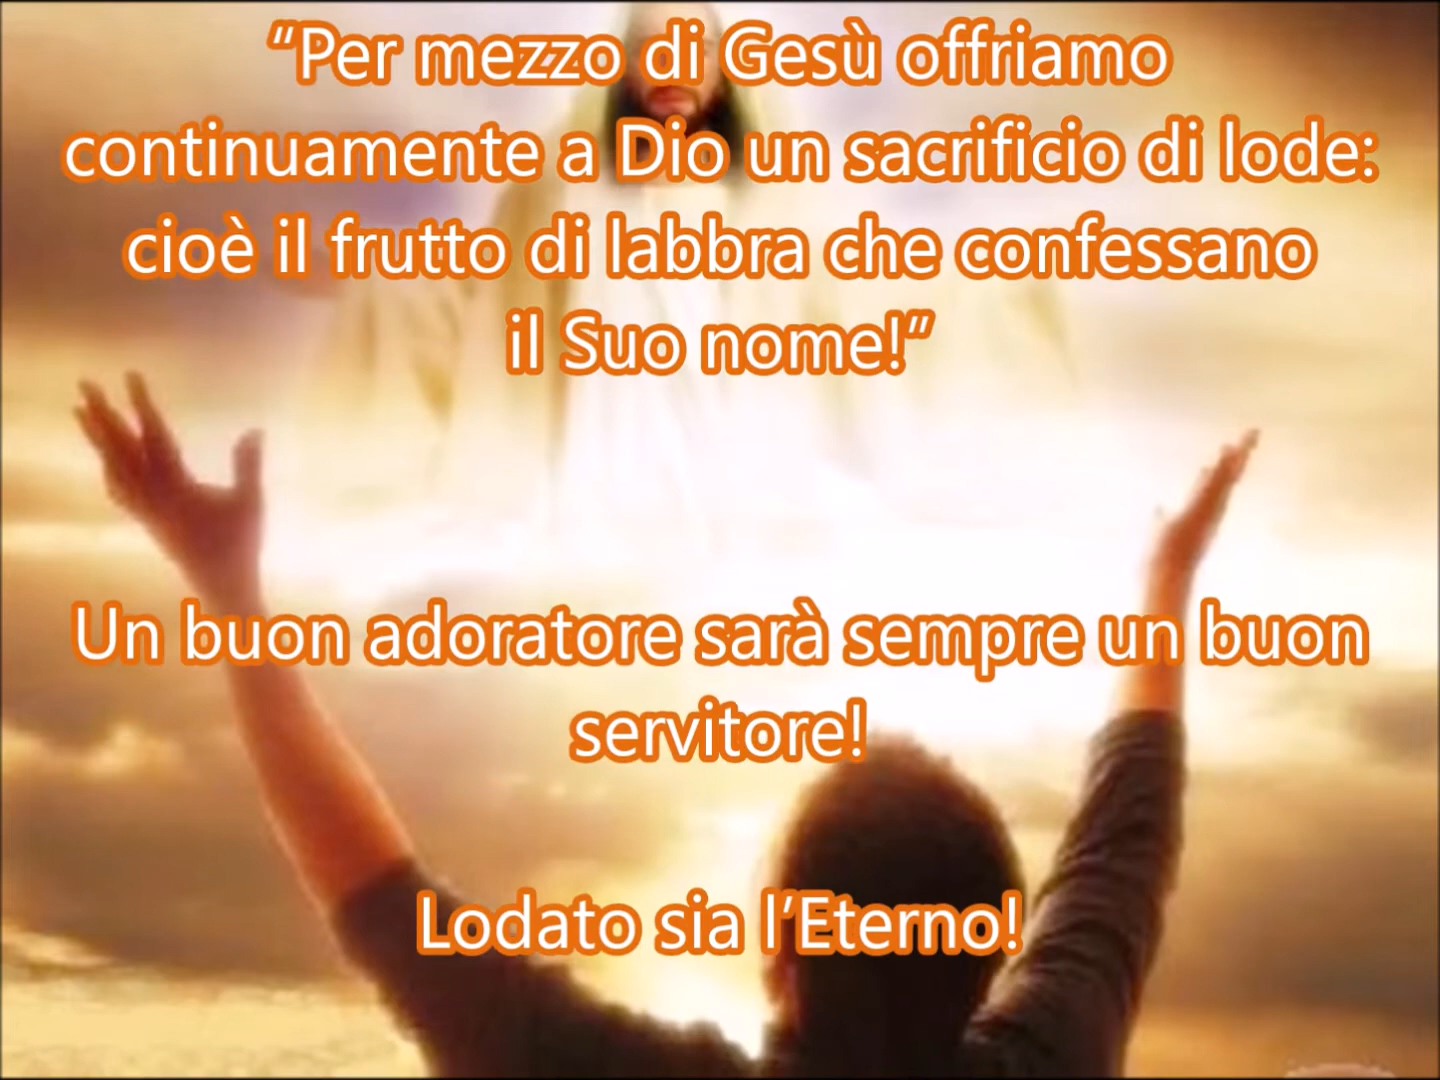 “Per mezzo di Gesù offriamo
continuamente a Dio un sacrificio di lode:
cioè il frutto di labbra che confessano
il Suo nome!”
Un buon adoratore sarà sempre un buon
servitore!
Lodato sia l’Eterno!